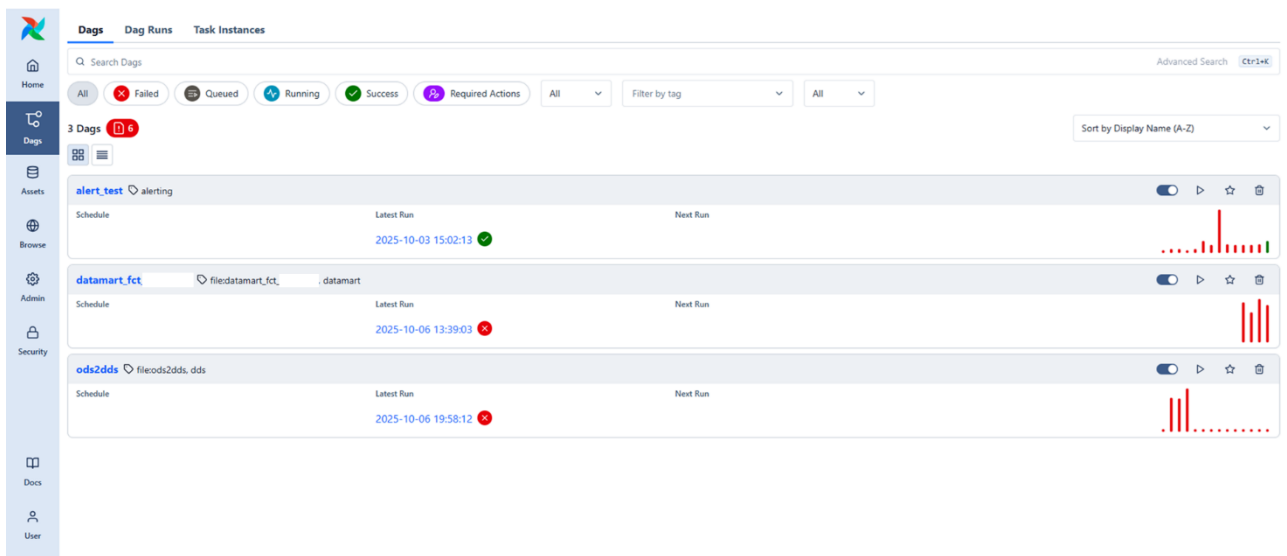 Dags Dag Runs Task Instances
Search Dags Advanced Search Ctrl+K
Home
All Failed Queued Running Success Required Actions All Filter by tag All
3 Dags 6 Sort by Display Name (A-Z)
Dags
Assets
alert_test alerting
Schedule Latest Run Next Run
2025-10-03 15:02:13
Browse
datamart_fct_ file:datamart_fct_ , datamart
Admin
Schedule Latest Run Next Run
2025-10-06 13:39:03
Security
ods2dds file:ods2dds, dds
Schedule Latest Run Next Run
2025-10-06 19:58:12
Docs
User